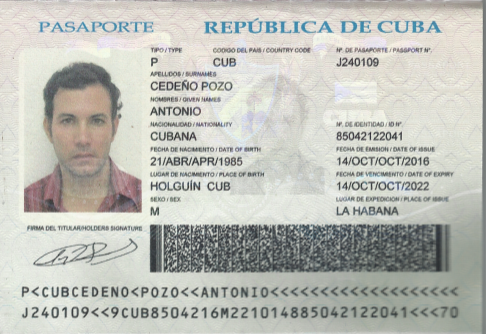 PASAPORTE REPÚBLICA DE CUBA
TIPO / TYPE CODIGO DEL PAIS / COUNTRY CODE Nº. DE PASAPORTE / PASSPORT Nº.
P CUB J240109
APELLIDOS / SURNAMES
CEDEÑO POZO
NOMBRES / GIVEN NAMES
ANTONIO
NACIONALIDAD / NATIONALITY Nº. DE IDENTIDAD / ID Nº.
CUBANA 85042122041
FECHA DE NACIMIENTO / DATE OF BIRTH FECHA DE EMISION / DATE OF ISSUE
21/ABR/APR/1985 14/OCT/OCT/2016
LUGAR DE NACIMIENTO / PLACE OF BIRTH FECHA DE VENCIMIENTO / DATE OF EXPIRY
HOLGUÍN CUB 14/OCT/OCT/2022
SEXO / SEX LUGAR DE EXPEDICION / PLACE OF ISSUE
M LA HABANA
FIRMA DEL TITULAR/HOLDERS SIGNATURE
P<CUBCEDENO<POZO<<ANTONIO<<<<<<<<<<<<<<<<<<<
J240109<<9CUB8504216M22101488504212204​1<<<70